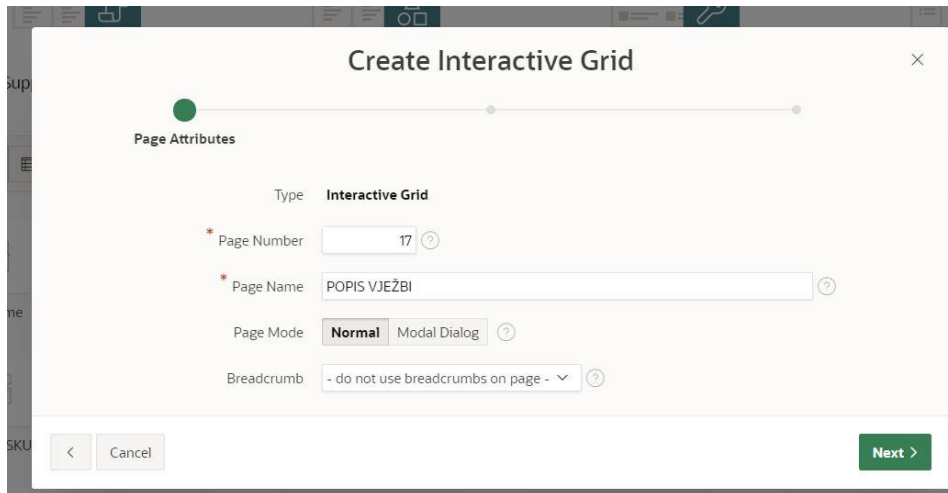 Create Interactive Grid
Page Attributes
Type Interactive Grid
* Page Number 17 ?
* Page Name POPIS VJEŽBI ?
Page Mode Normal Modal Dialog ?
Breadcrumb - do not use breadcrumbs on page - ?
Cancel Next